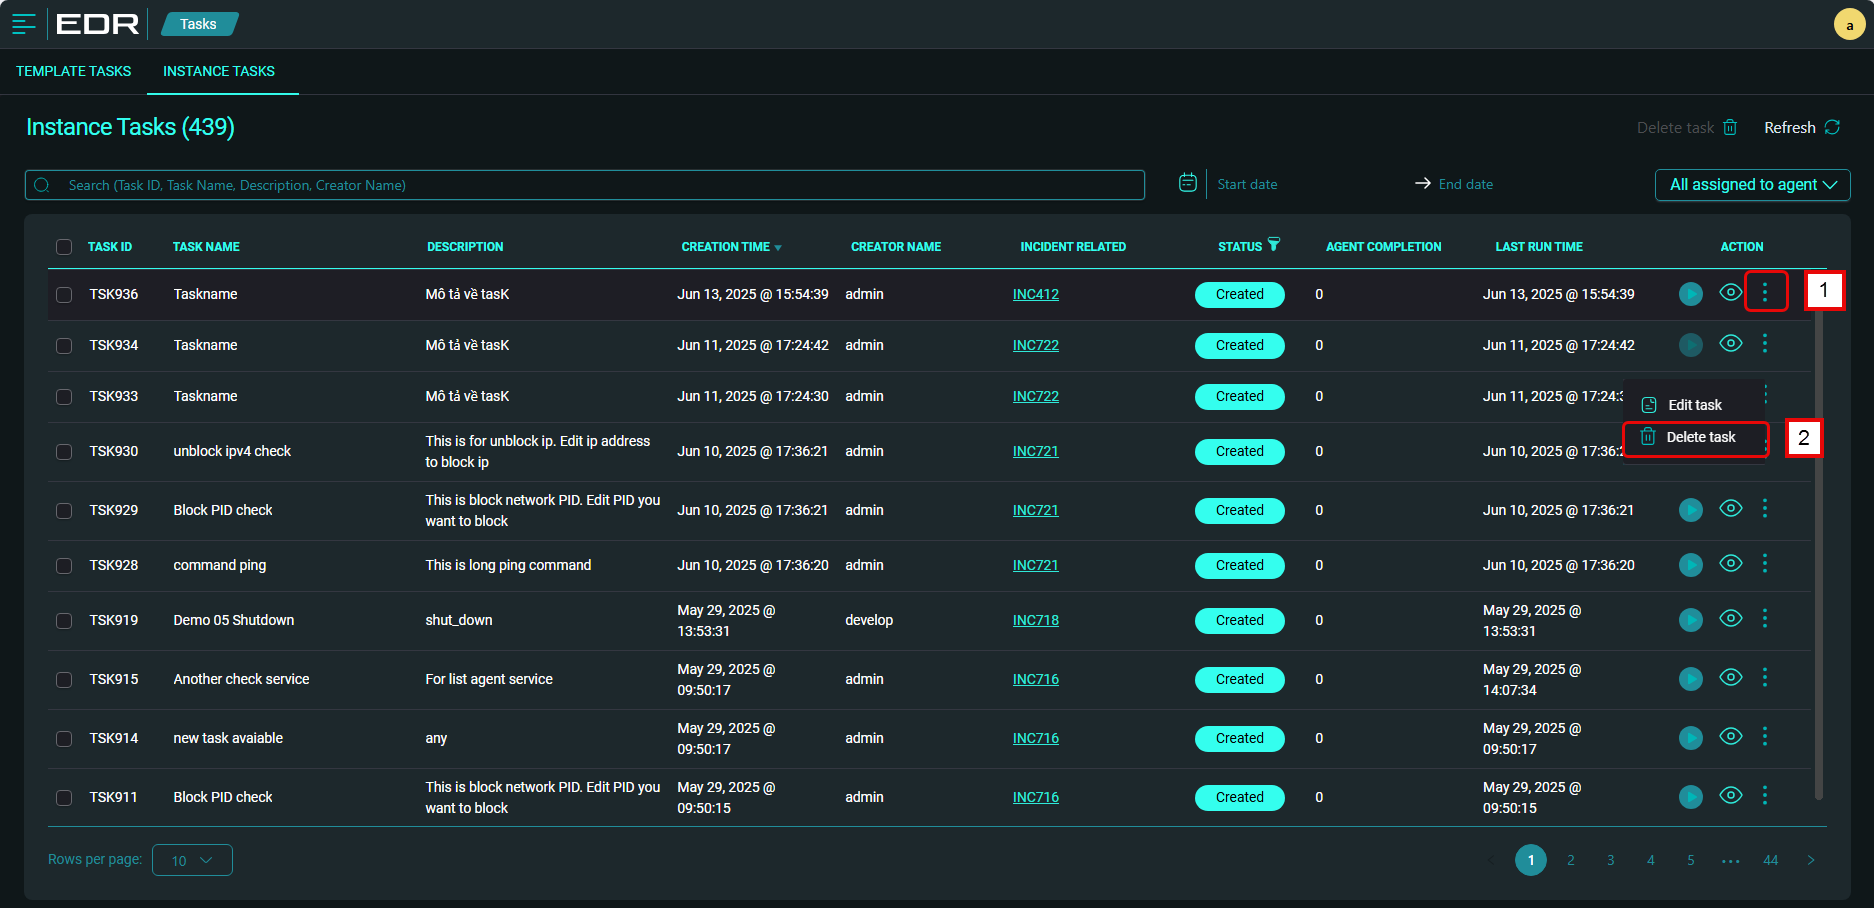 EDR Tasks a
TEMPLATE TASKS INSTANCE TASKS
Instance Tasks (439) Delete task Refresh
Search (Task ID, Task Name, Description, Creator Name) Start date End date All assigned to agent
TASK ID TASK NAME DESCRIPTION CREATION TIME CREATOR NAME INCIDENT RELATED STATUS AGENT COMPLETION LAST RUN TIME ACTION
TSK936 Taskname Mô tả về tasK Jun 13, 2025 @ 15:54:39 admin INC412 Created 0 Jun 13, 2025 @ 15:54:39 1
TSK934 Taskname Mô tả về tasK Jun 11, 2025 @ 17:24:42 admin INC722 Created 0 Jun 11, 2025 @ 17:24:42
TSK933 Taskname Mô tả về tasK Jun 11, 2025 @ 17:24:30 admin INC722 Created 0 Jun 11, 2025 @ 17:24:
Edit task
Delete task 2
TSK930 unblock ipv4 check This is for unblock ip. Edit ip address
to block ip Jun 10, 2025 @ 17:36:21 admin INC721 Created 0 Jun 10, 2025 @ 17:36:
TSK929 Block PID check This is block network PID. Edit PID you
want to block Jun 10, 2025 @ 17:36:21 admin INC721 Created 0 Jun 10, 2025 @ 17:36:21
TSK928 command ping This is long ping command Jun 10, 2025 @ 17:36:20 admin INC721 Created 0 Jun 10, 2025 @ 17:36:20
TSK919 Demo 05 Shutdown shut_down May 29, 2025 @
13:53:31 develop INC718 Created 0 May 29, 2025 @
13:53:31
TSK915 Another check service For list agent service May 29, 2025 @
09:50:17 admin INC716 Created 0 May 29, 2025 @
14:07:34
TSK914 new task avaiable any May 29, 2025 @
09:50:17 admin INC716 Created 0 May 29, 2025 @
09:50:17
TSK911 Block PID check This is block network PID. Edit PID you
want to block May 29, 2025 @
09:50:15 admin INC716 Created 0 May 29, 2025 @
09:50:15
Rows per page: 10 1 2 3 4 5 ••• 44